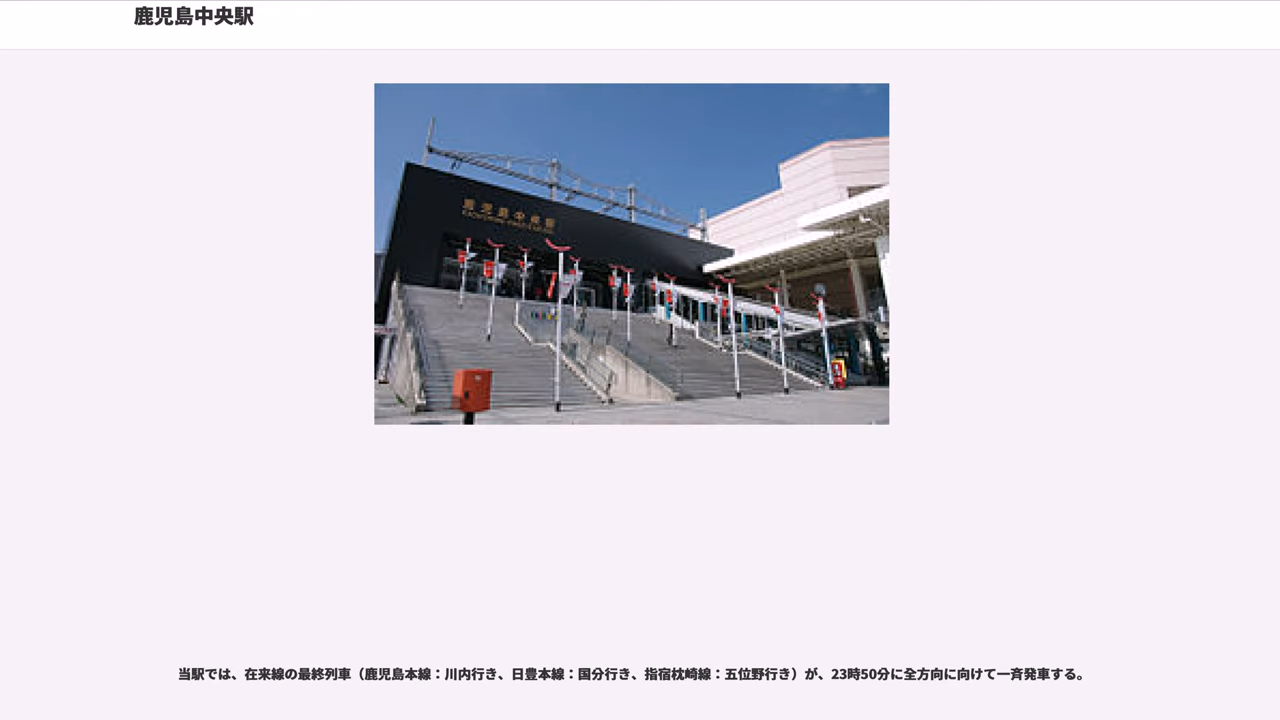 鹿児島中央駅
鹿児島中央駅
当駅では、在来線の最終列車（鹿児島本線：川内行き、日豊本線：国分行き、指宿枕崎線：五位野行き）が、23時50分に全方向に向けて一斉発車する。